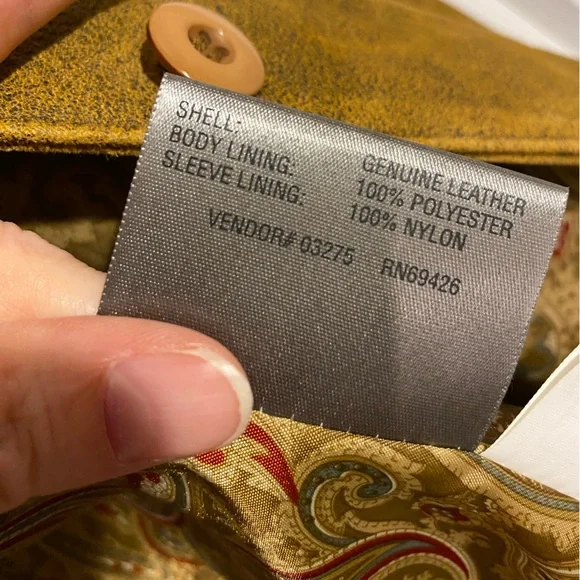 SHELL: GENUINE LEATHER
BODY LINING: 100% POLYESTER
SLEEVE LINING: 100% NYLON
VENDOR# 03275 RN69426